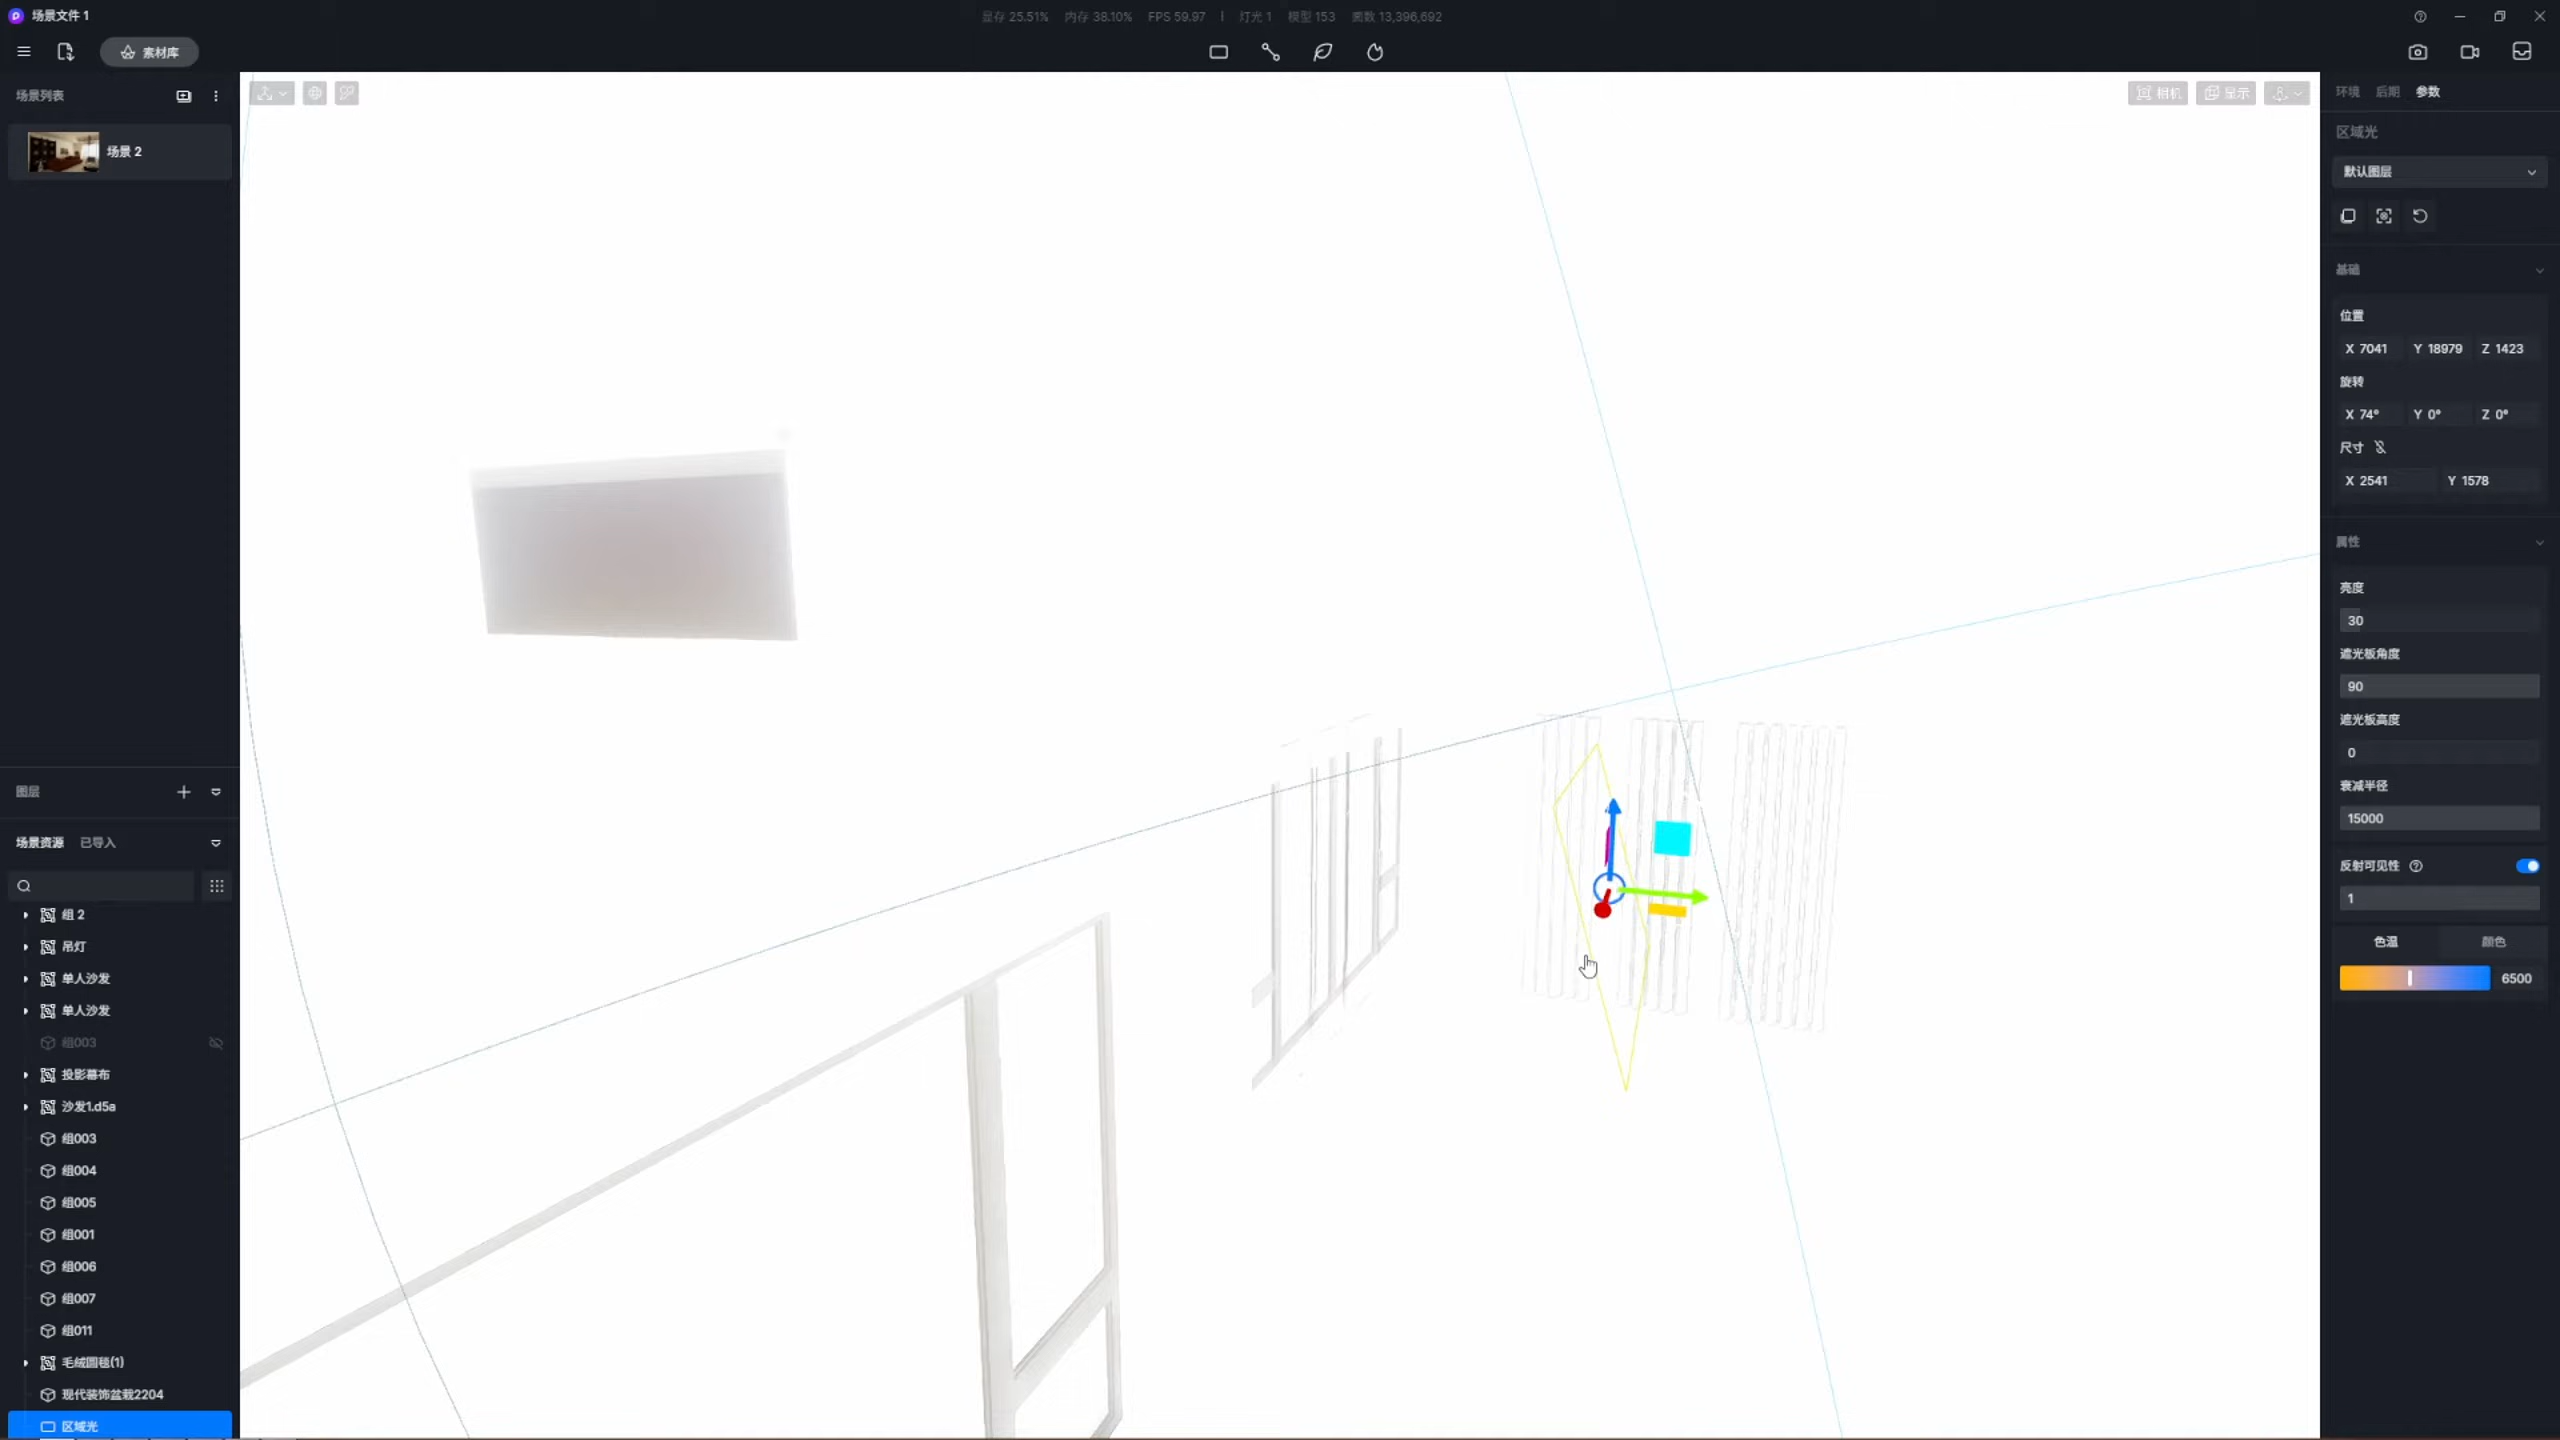 场景文件 1
显存 25.51% 内存 38.10% FPS 59.97 | 灯光 1 模型 153 面数 13,396,692
素材库
场景列表
场景 2
相机
显示
环境 后期 参数
区域光
默认图层
基础
位置
X 7041 Y 18979 Z 1423
旋转
X 74° Y 0° Z 0°
尺寸
X 2541 Y 1578
属性
亮度
30
遮光板角度
90
遮光板高度
0
衰减半径
15000
反射可见性
1
色温 颜色
6500
图层
场景资源 已导入
组 2
吊灯
单人沙发
单人沙发
组003
投影幕布
沙发1.d5a
组003
组004
组005
组001
组006
组007
组011
毛绒圆毯(1)
现代装饰盆栽2204
区域光